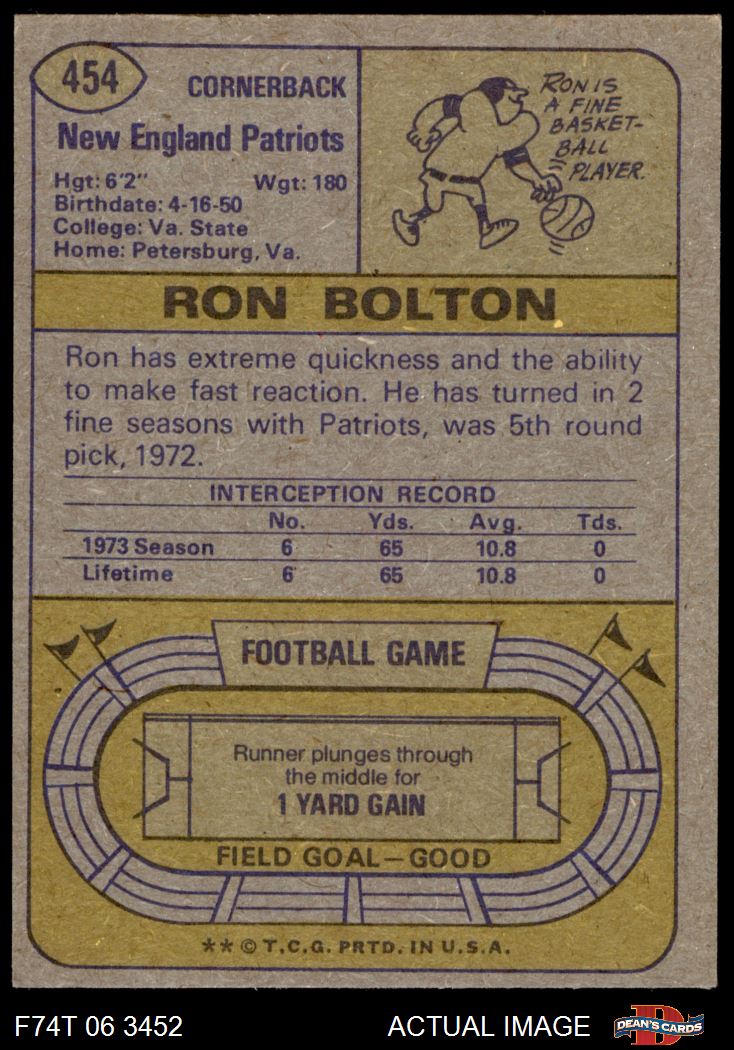 454
CORNERBACK
New England Patriots
Hgt: 6'2"  Wgt: 180
Birthdate: 4-16-50
College: Va. State
Home: Petersburg, Va.
RON IS
A FINE
BASKET-
BALL
PLAYER.
RON BOLTON
Ron has extreme quickness and the ability
to make fast reaction. He has turned in 2
fine seasons with Patriots, was 5th round
pick, 1972.
INTERCEPTION RECORD
No. Yds. Avg. Tds.
1973 Season 6 65 10.8 0
Lifetime 6 65 10.8 0
FOOTBALL GAME
Runner plunges through
the middle for
1 YARD GAIN
FIELD GOAL—GOOD
** © T.C.G. PRTD. IN U.S.A.
F74T 06 3452 ACTUAL IMAGE
D
DEAN'S CARDS